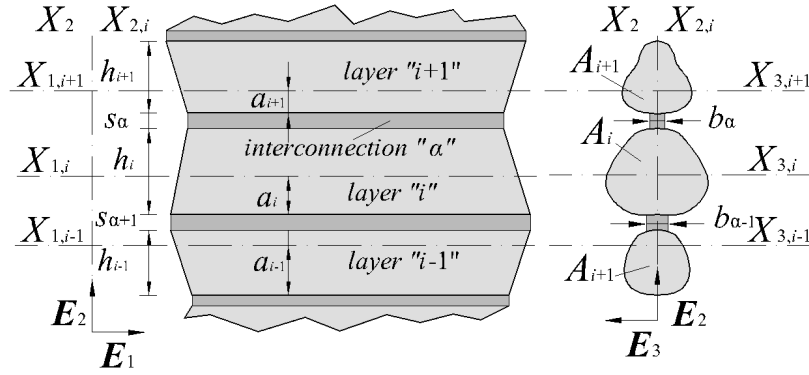 X2 X2,i X2 X2,i
X1,i+1 hi+1 layer "i+1" ai+1 Ai+1 X3,i+1
sα interconnection "α" bα
X1,i hi layer "i" ai Ai X3,i
sα+1 bα-1
X1,i-1 hi-1 layer "i-1" ai-1 Ai+1 X3,i-1
E2 E2
E1 E3